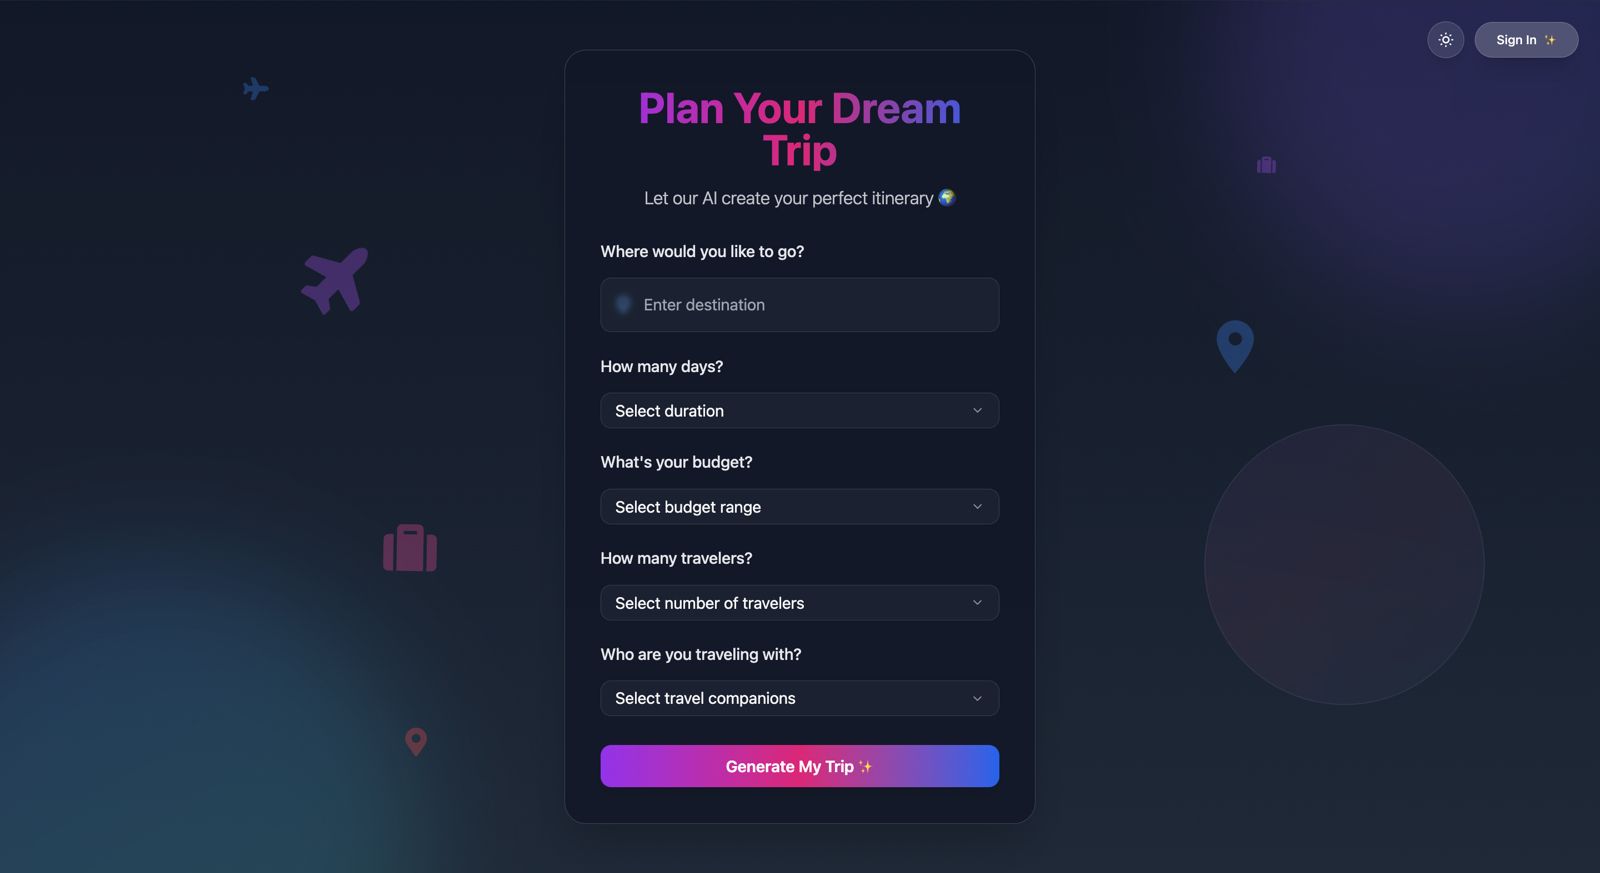 Sign In ✨
Plan Your Dream
Trip
Let our AI create your perfect itinerary 🌍
Where would you like to go?
Enter destination
How many days?
Select duration
What's your budget?
Select budget range
How many travelers?
Select number of travelers
Who are you traveling with?
Select travel companions
Generate My Trip ✨